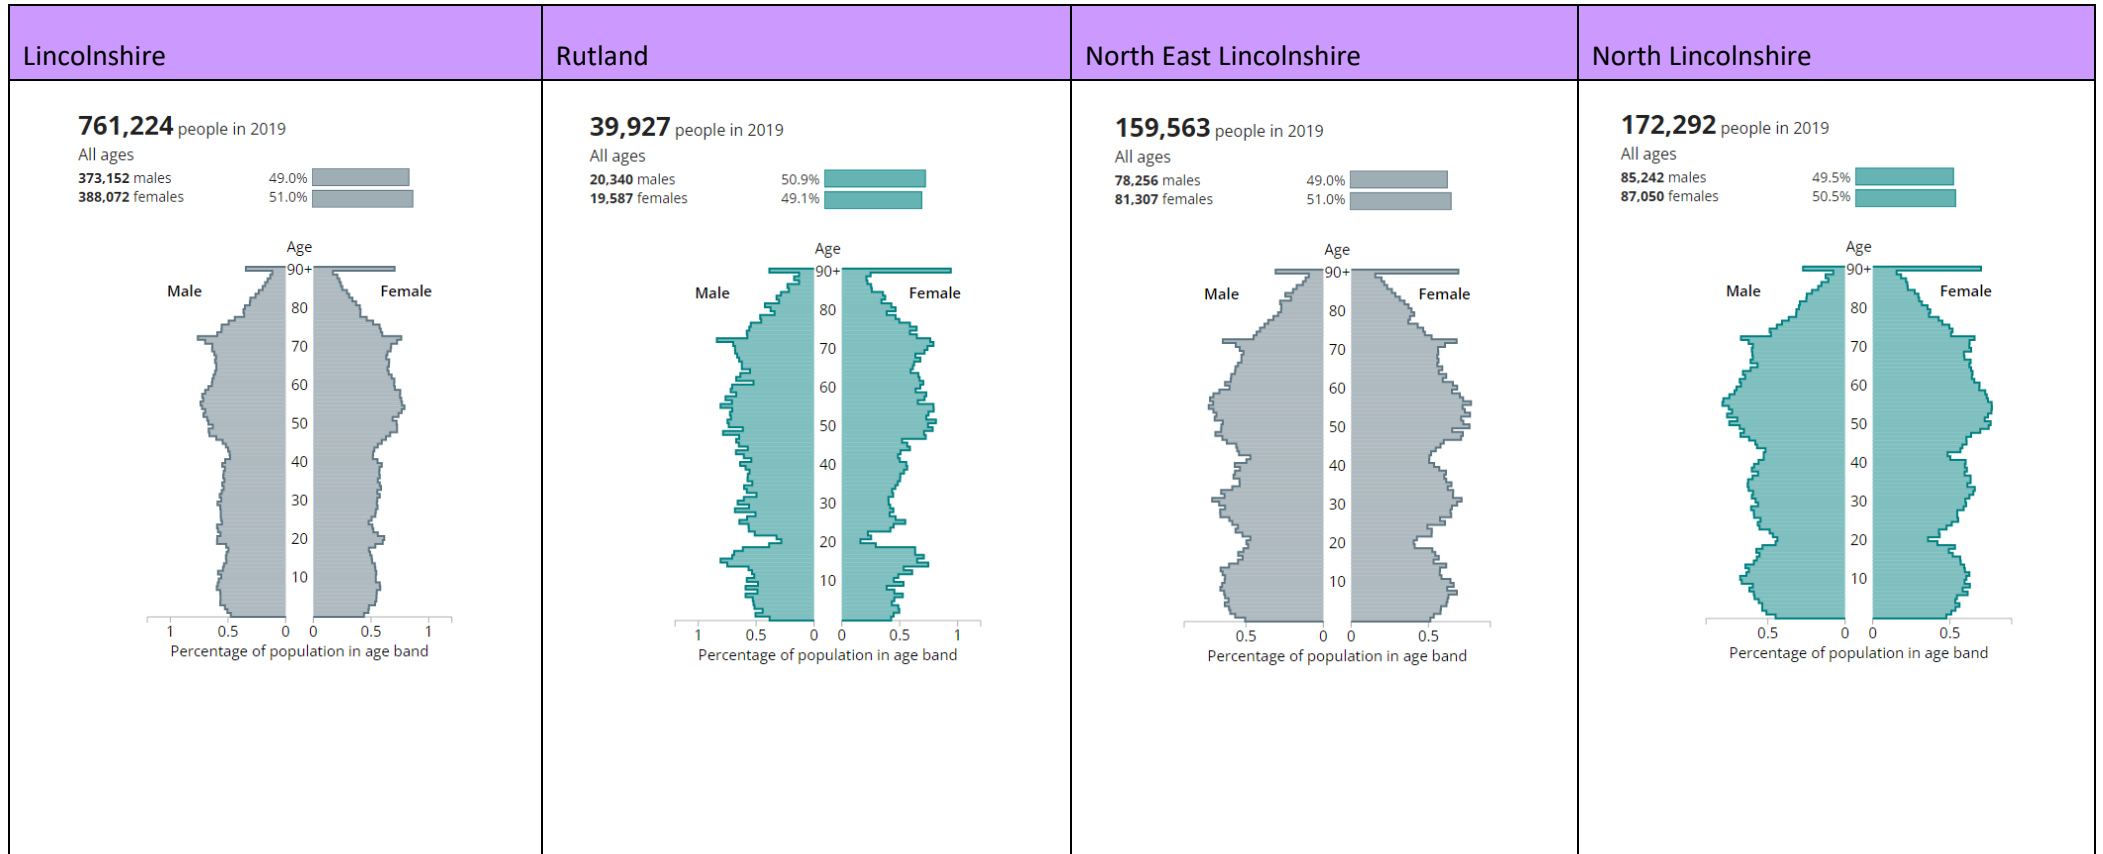 Lincolnshire
761,224 people in 2019
All ages
373,152 males 49.0%
388,072 females 51.0%
Age
90+
Male Female
80
70
60
50
40
30
20
10
1 0.5 0 0 0.5 1
Percentage of population in age band
Rutland
39,927 people in 2019
All ages
20,340 males 50.9%
19,587 females 49.1%
Age
90+
Male Female
80
70
60
50
40
30
20
10
1 0.5 0 0 0.5 1
Percentage of population in age band
North East Lincolnshire
159,563 people in 2019
All ages
78,256 males 49.0%
81,307 females 51.0%
Age
90+
Male Female
80
70
60
50
40
30
20
10
0.5 0 0 0.5
Percentage of population in age band
North Lincolnshire
172,292 people in 2019
All ages
85,242 males 49.5%
87,050 females 50.5%
Age
90+
Male Female
80
70
60
50
40
30
20
10
0.5 0 0 0.5
Percentage of population in age band